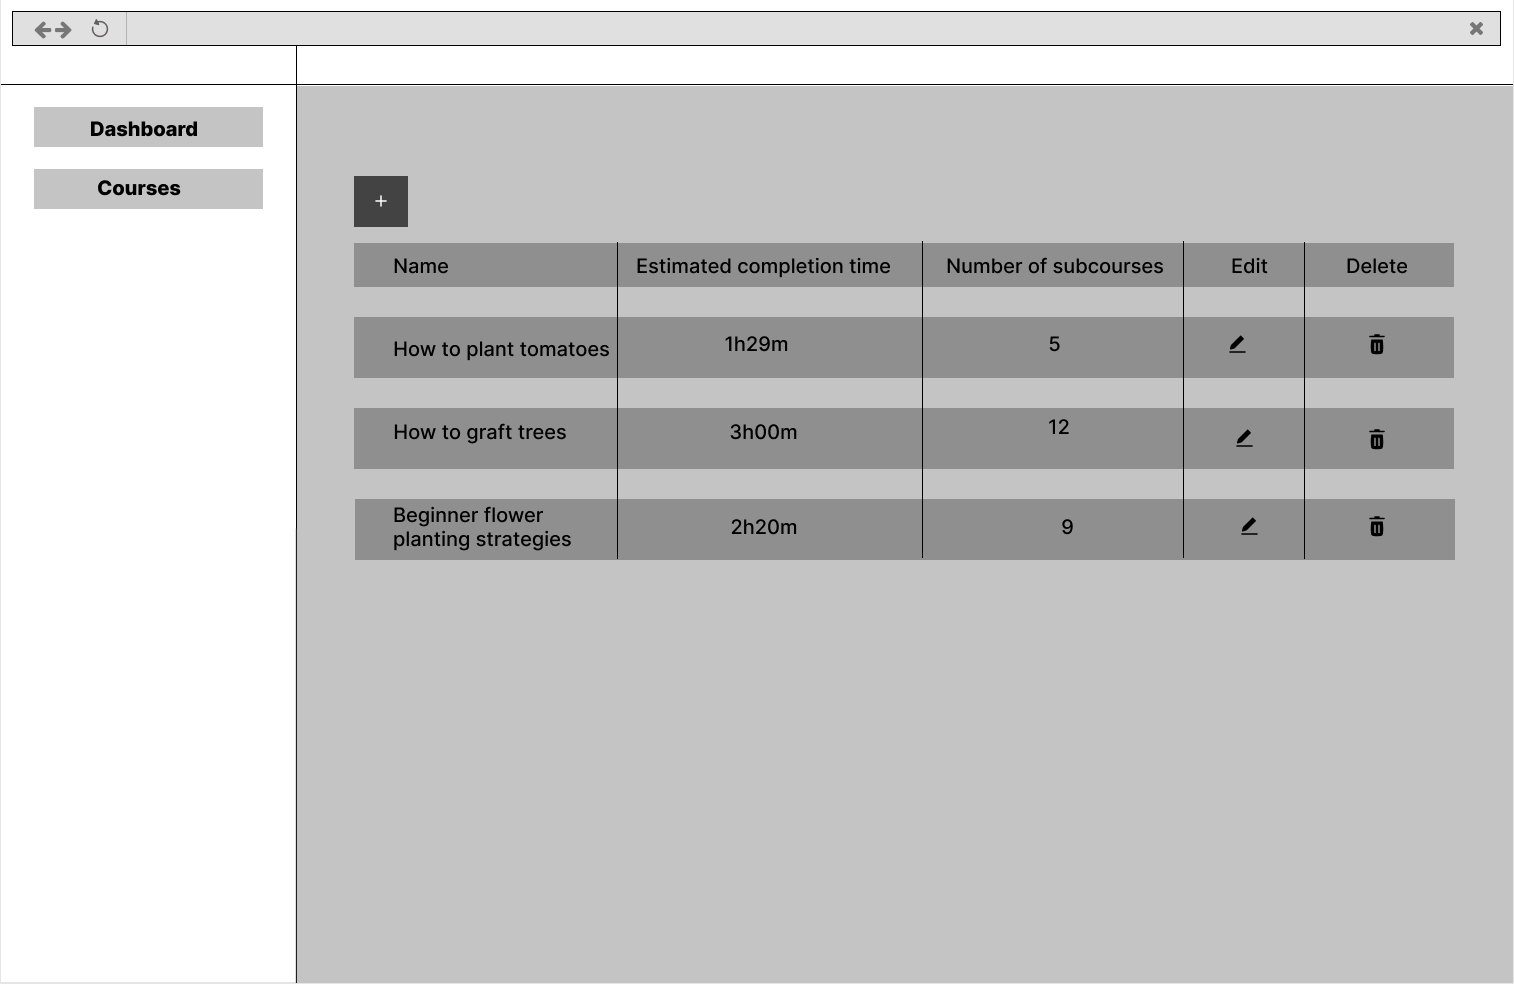 Dashboard
Courses
+
Name Estimated completion time Number of subcourses Edit Delete
How to plant tomatoes 1h29m 5
How to graft trees 3h00m 12
Beginner flower
planting strategies 2h20m 9